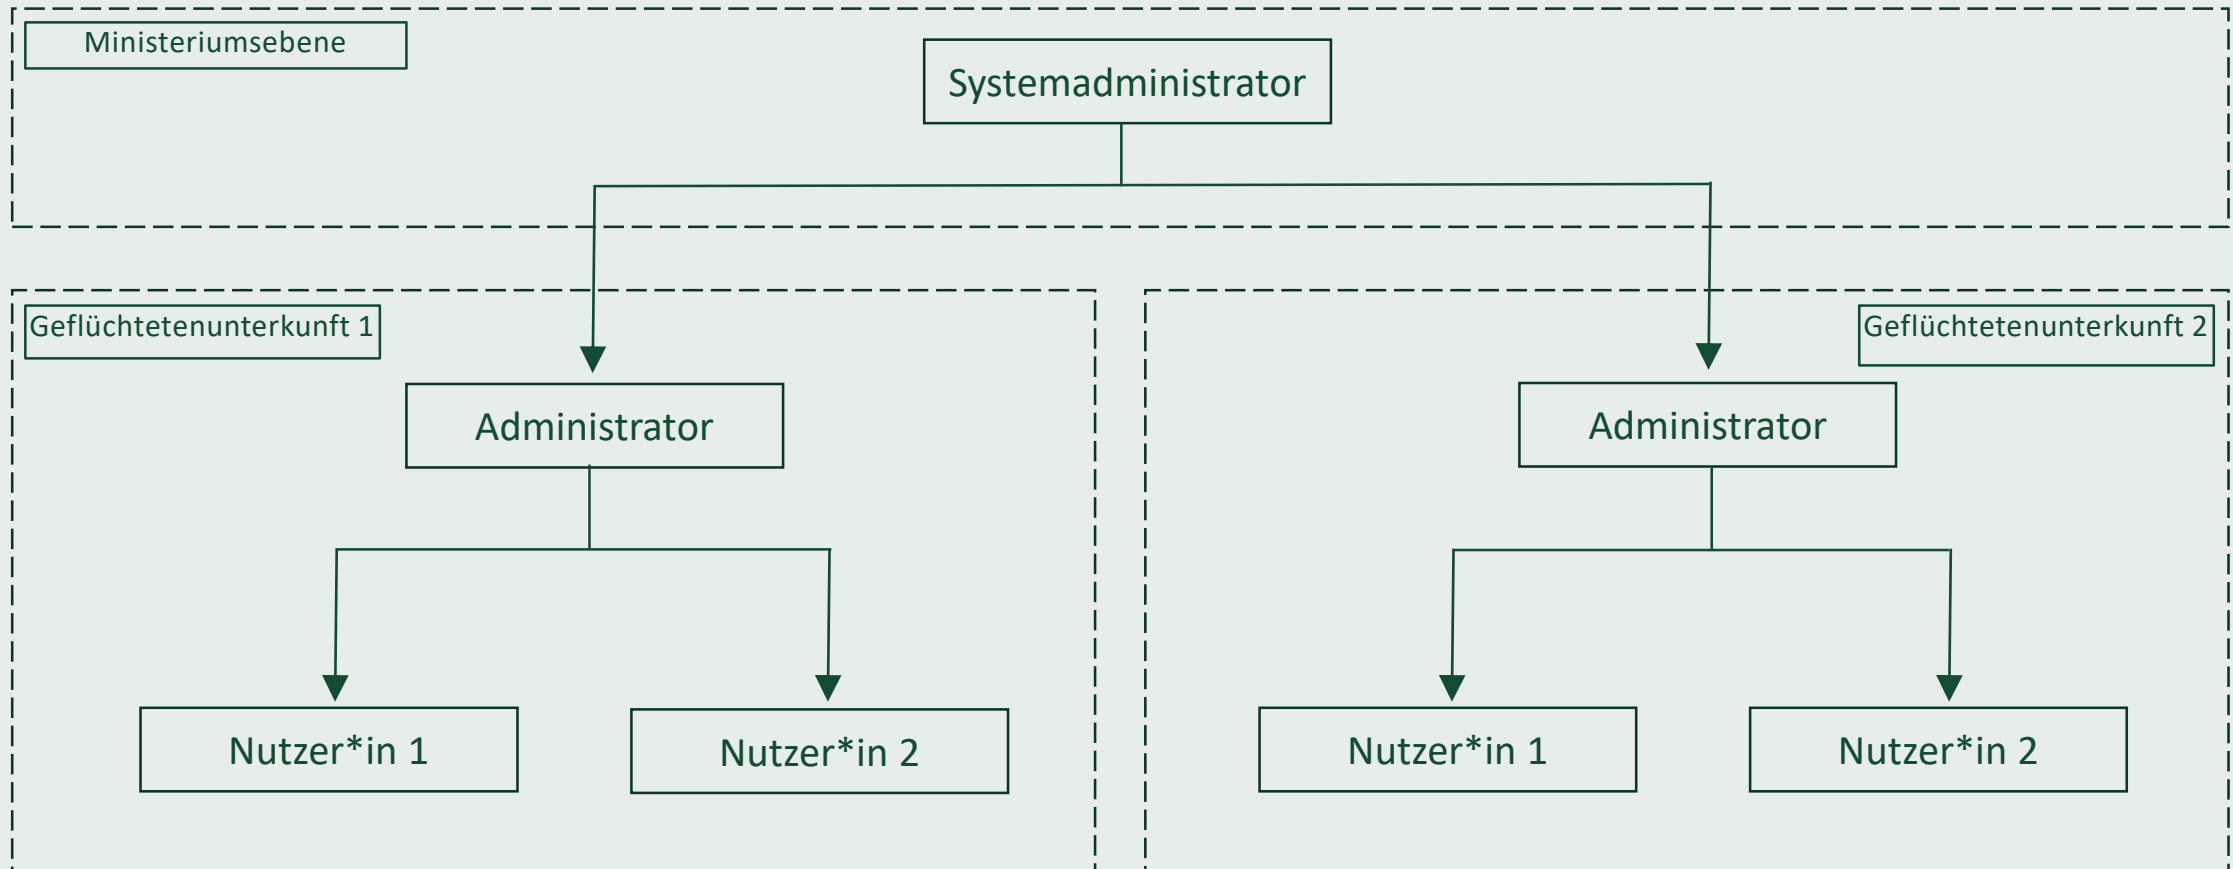 Ministeriumsebene
Systemadministrator
Geflüchtetenunterkunft 1
Geflüchtetenunterkunft 2
Administrator
Administrator
Nutzer*in 1
Nutzer*in 2
Nutzer*in 1
Nutzer*in 2